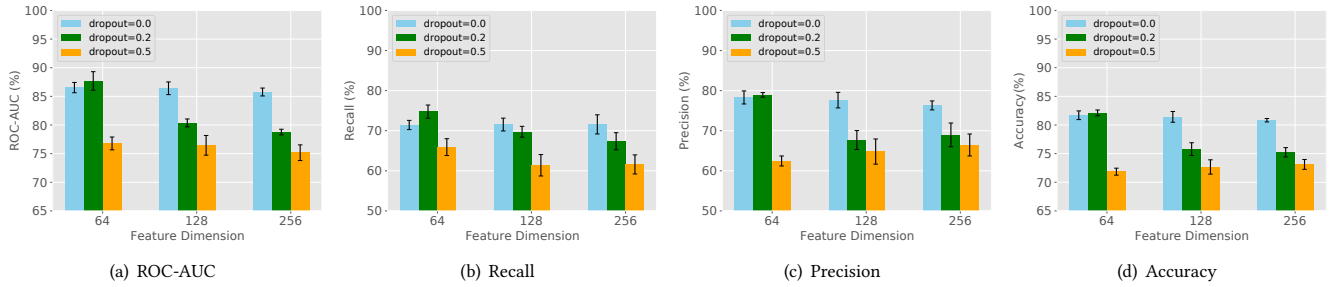 100
95
90
85
80
75
70
65
ROC-AUC (%)
dropout=0.0
dropout=0.2
dropout=0.5
64
128
256
Feature Dimension
(a) ROC-AUC
100
90
80
70
60
50
Recall (%)
dropout=0.0
dropout=0.2
dropout=0.5
64
128
256
Feature Dimension
(b) Recall
100
90
80
70
60
50
Precision (%)
dropout=0.0
dropout=0.2
dropout=0.5
64
128
256
Feature Dimension
(c) Precision
100
95
90
85
80
75
70
65
Accuracy(%)
dropout=0.0
dropout=0.2
dropout=0.5
64
128
256
Feature Dimension
(d) Accuracy